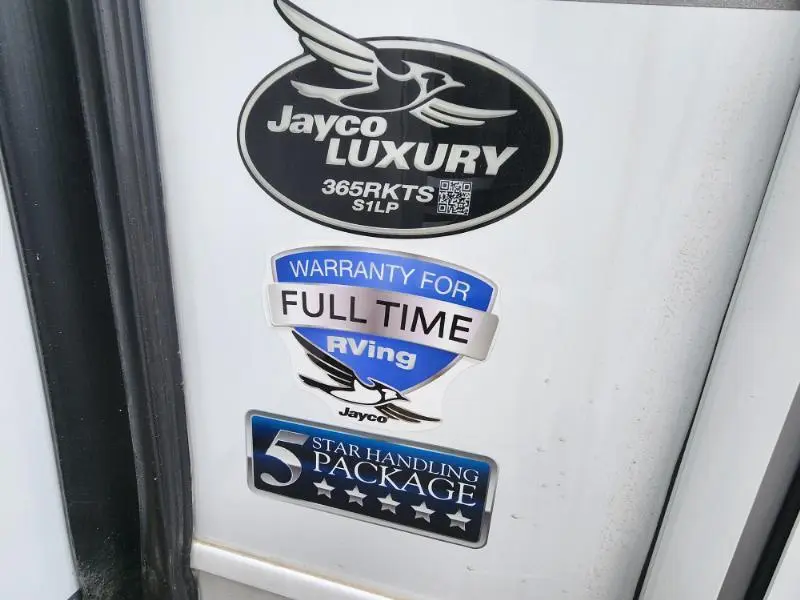 Jayco
LUXURY
365RKTS
S1LP
WARRANTY FOR
FULL TIME
RVing
Jayco
5 STAR HANDLING
PACKAGE